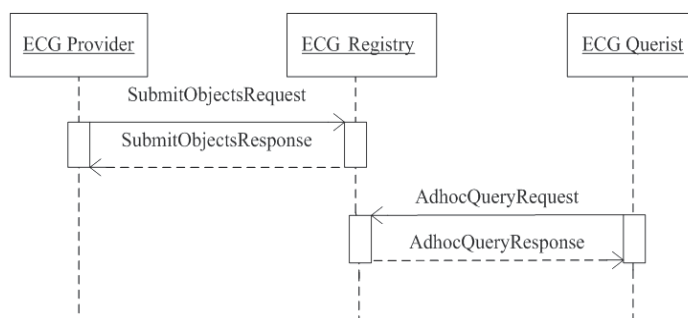 ECG Provider
ECG Registry
ECG Querist
SubmitObjectsRequest
SubmitObjectsResponse
AdhocQueryRequest
AdhocQueryResponse